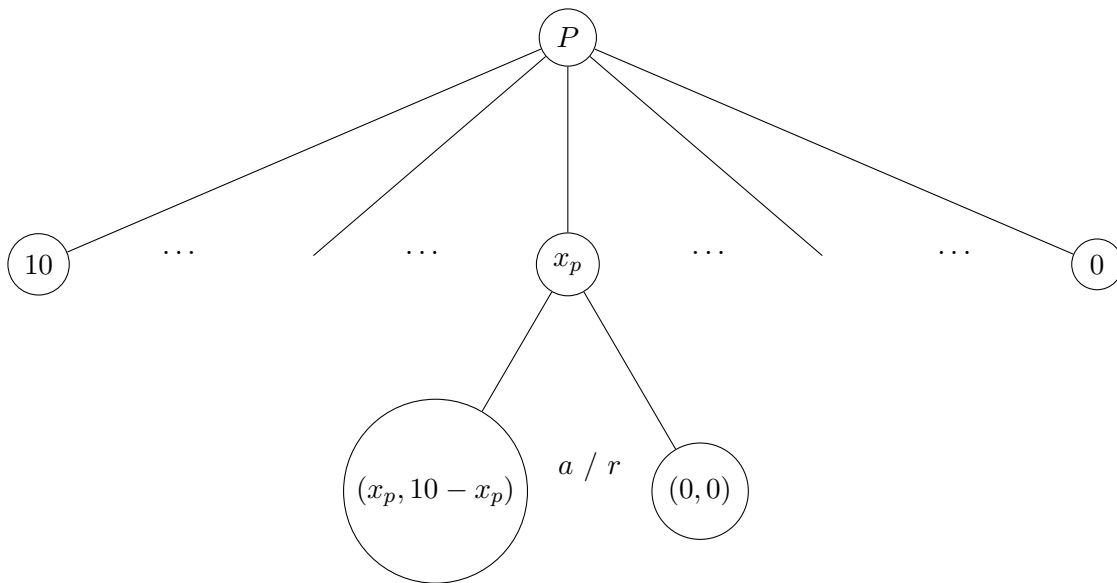 P
10 ... ... x_p ... ... 0
a / r
(x_p, 10 − x_p) (0, 0)